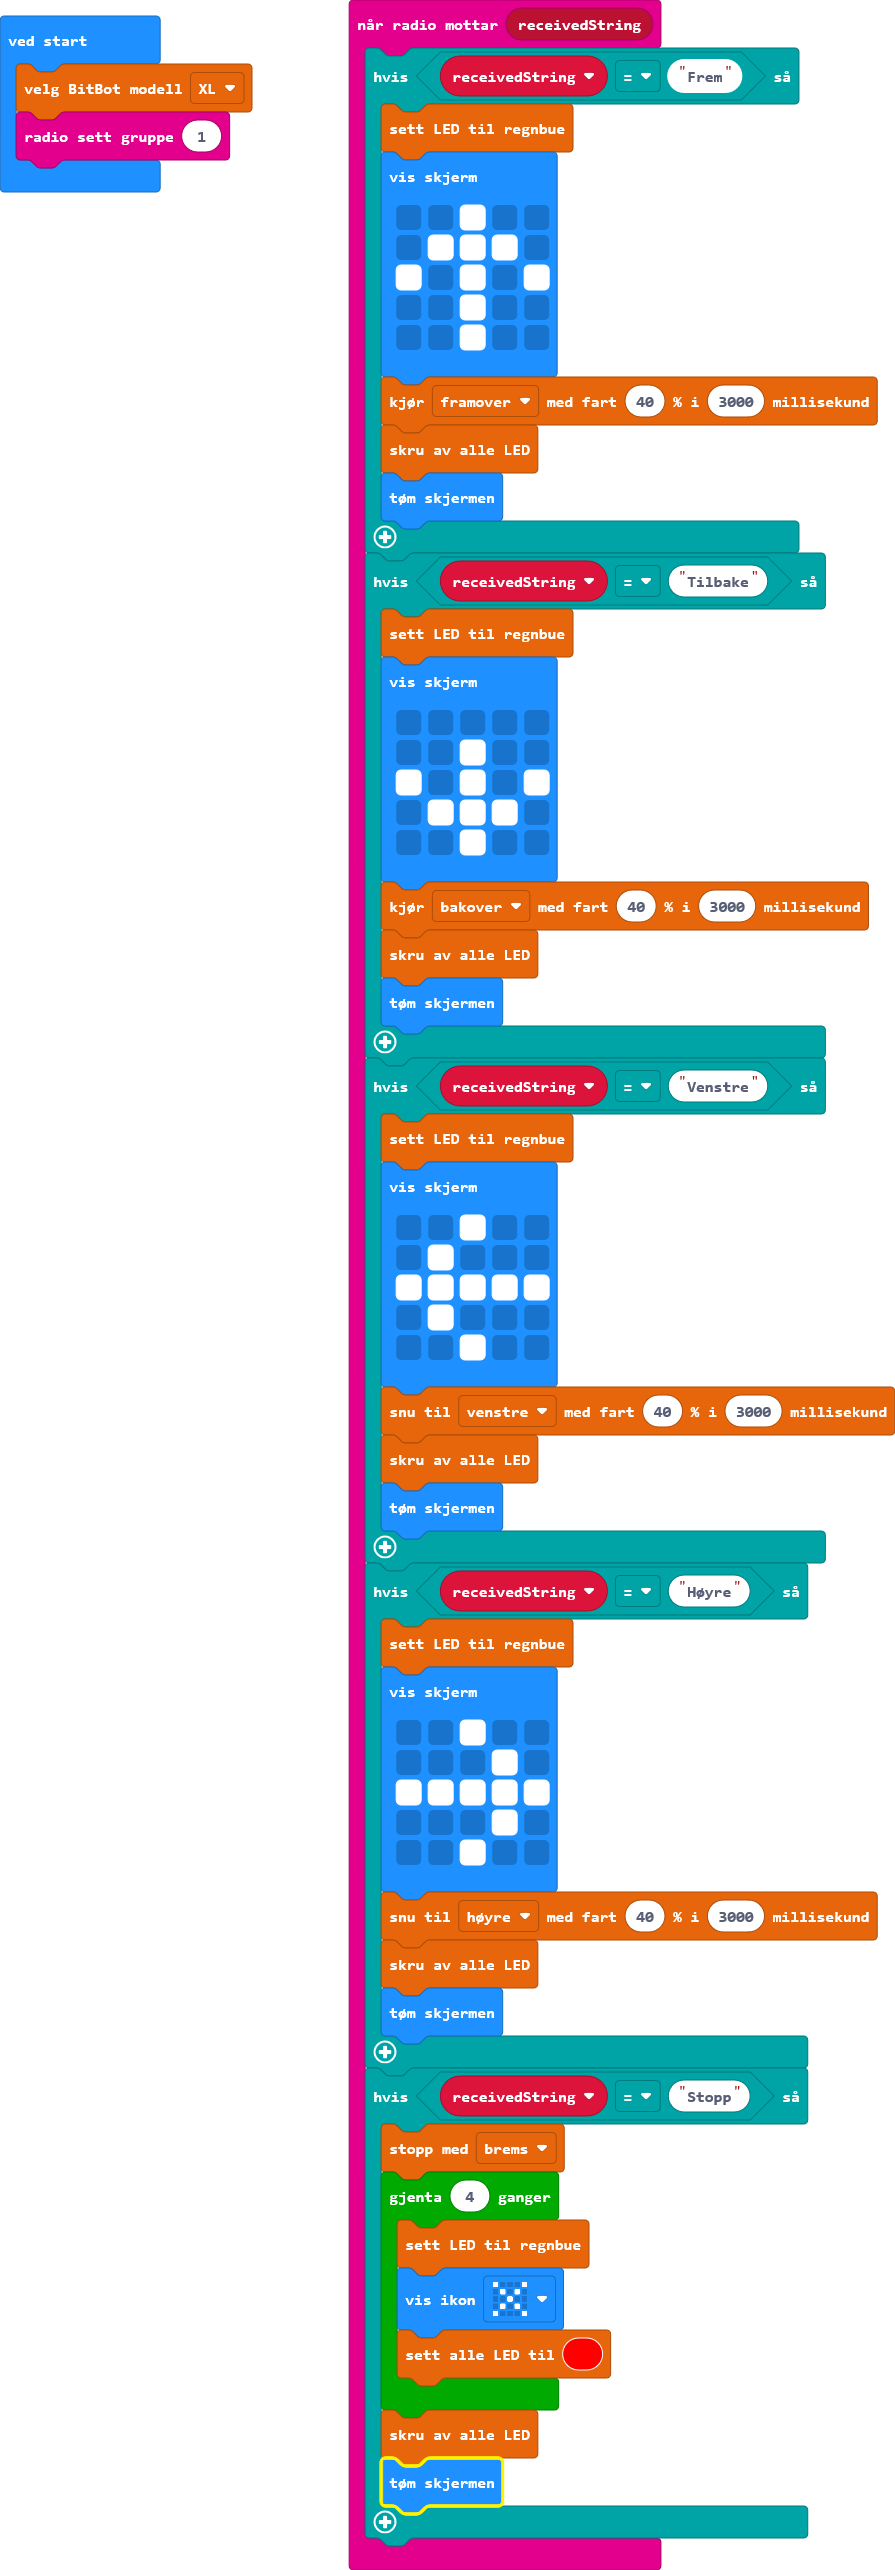 ved start
velg BitBot modell XL
radio sett gruppe 1
når radio mottar receivedString
hvis receivedString = "Frem" så
sett LED til regnbue
vis skjerm
kjør framover med fart 40 % i 3000 millisekund
skru av alle LED
tøm skjermen
hvis receivedString = "Tilbake" så
sett LED til regnbue
vis skjerm
kjør bakover med fart 40 % i 3000 millisekund
skru av alle LED
tøm skjermen
hvis receivedString = "Venstre" så
sett LED til regnbue
vis skjerm
snu til venstre med fart 40 % i 3000 millisekund
skru av alle LED
tøm skjermen
hvis receivedString = "Høyre" så
sett LED til regnbue
vis skjerm
snu til høyre med fart 40 % i 3000 millisekund
skru av alle LED
tøm skjermen
hvis receivedString = "Stopp" så
stopp med brems
gjenta 4 ganger
sett LED til regnbue
vis ikon
sett alle LED til
skru av alle LED
tøm skjermen